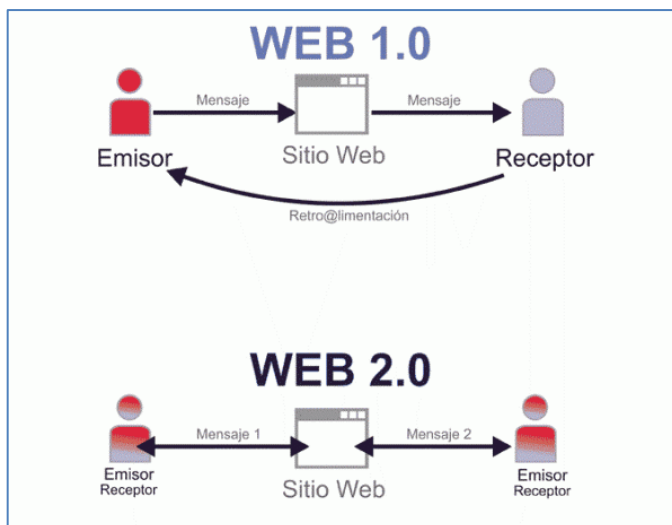 WEB 1.0
Mensaje
Mensaje
Emisor
Sitio Web
Receptor
Retro@limentación
WEB 2.0
Mensaje 1
Mensaje 2
Emisor
Receptor
Sitio Web
Emisor
Receptor